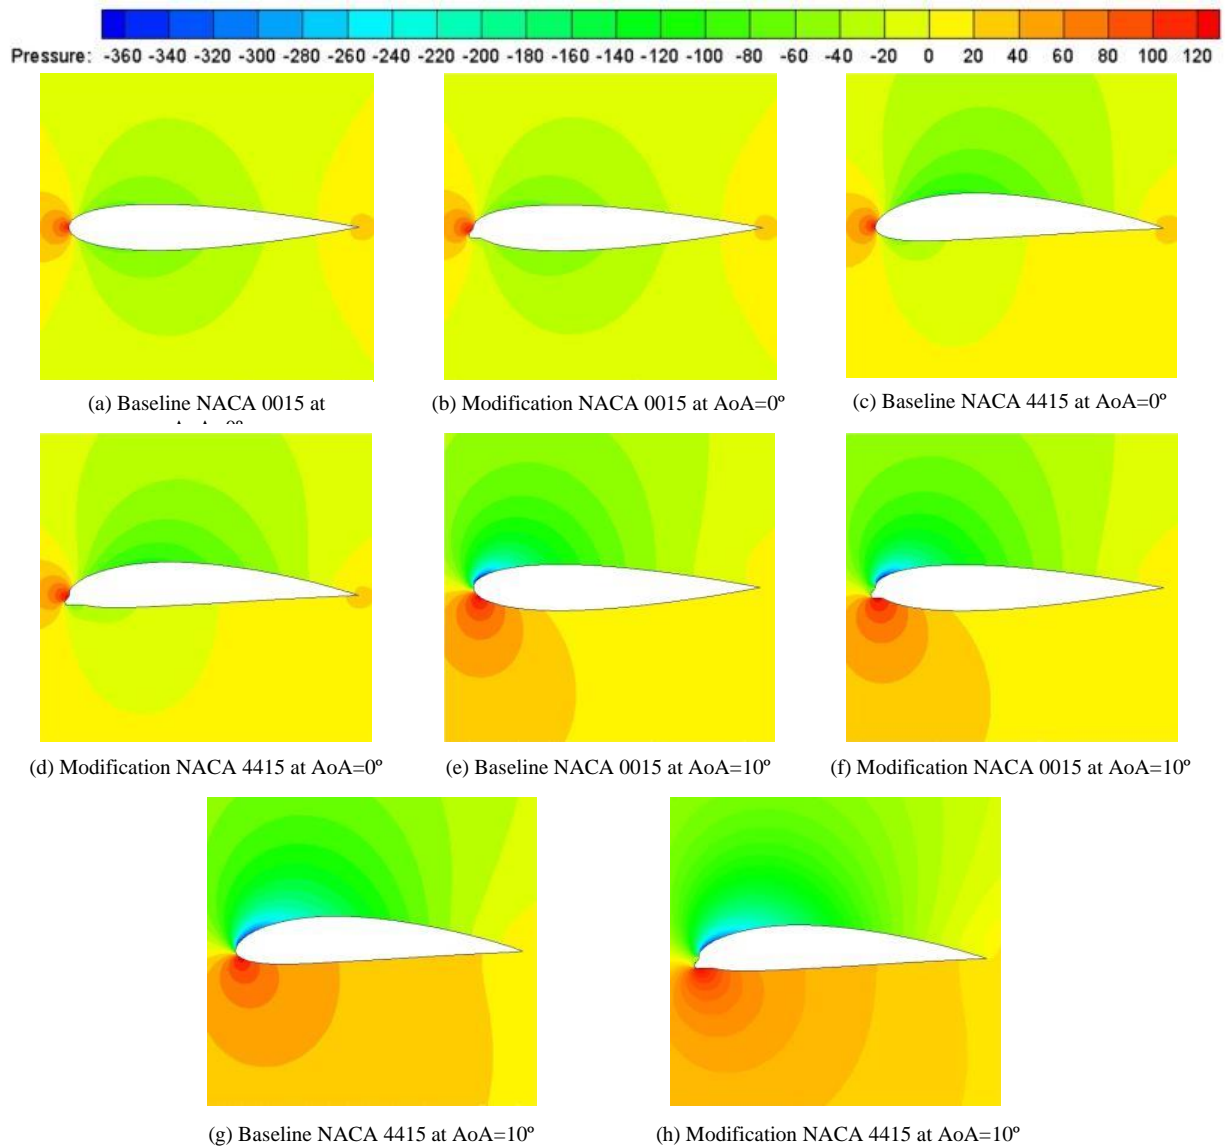 Pressure: -360 -340 -320 -300 -280 -260 -240 -220 -200 -180 -160 -140 -120 -100 -80 -60 -40 -20 0 20 40 60 80 100 120
(a) Baseline NACA 0015 at
(b) Modification NACA 0015 at AoA=0º
(c) Baseline NACA 4415 at AoA=0º
(d) Modification NACA 4415 at AoA=0º
(e) Baseline NACA 0015 at AoA=10º
(f) Modification NACA 0015 at AoA=10º
(g) Baseline NACA 4415 at AoA=10º
(h) Modification NACA 4415 at AoA=10º